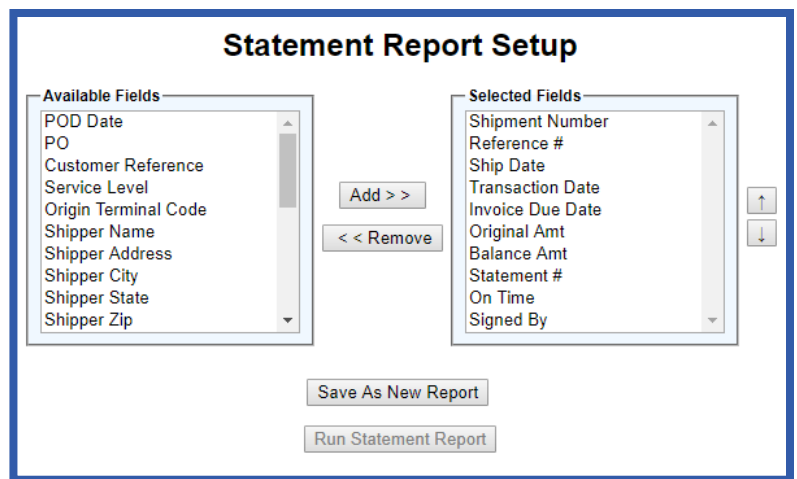 Statement Report Setup
Available Fields
POD Date
PO
Customer Reference
Service Level
Origin Terminal Code
Shipper Name
Shipper Address
Shipper City
Shipper State
Shipper Zip
Add > >
< < Remove
Selected Fields
Shipment Number
Reference #
Ship Date
Transaction Date
Invoice Due Date
Original Amt
Balance Amt
Statement #
On Time
Signed By
↑
↓
Save As New Report
Run Statement Report